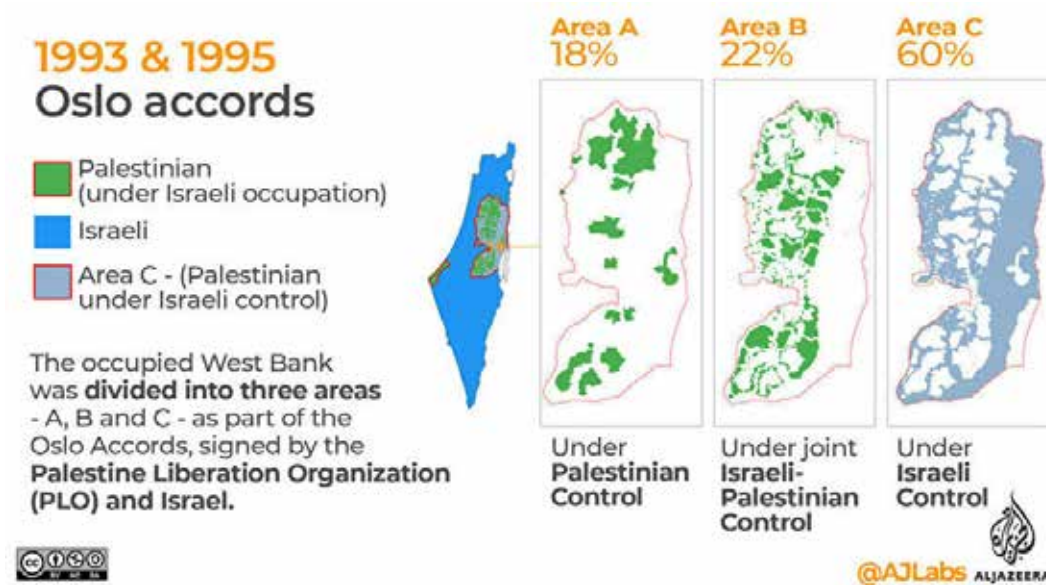 1993 & 1995
Oslo accords
Palestinian
(under Israeli occupation)
Israeli
Area C - (Palestinian
under Israeli control)
The occupied West Bank
was divided into three areas
- A, B and C - as part of the
Oslo Accords, signed by the
Palestine Liberation Organization
(PLO) and Israel.
Area A
18%
Under
Palestinian
Control
Area B
22%
Under joint
Israeli-
Palestinian
Control
Area C
60%
Under
Israeli
Control
@AJLabs
ALJAZEERA